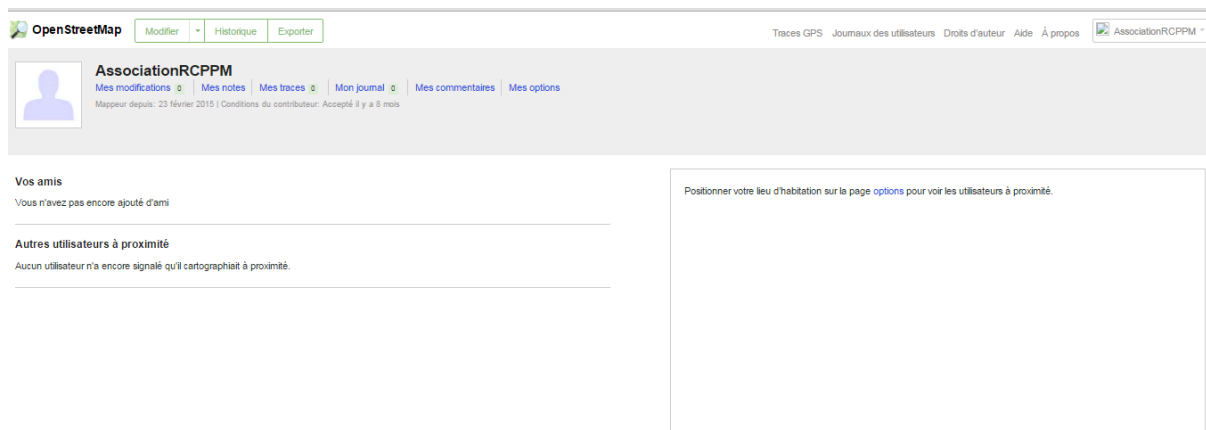 OpenStreetMap Modifier Historique Exporter Traces GPS Journaux des utilisateurs Droits d'auteur Aide À propos AssociationRCPPM
AssociationRCPPM
Mes modifications 0 Mes notes Mes traces 0 Mon journal 0 Mes commentaires Mes options
Mappeur depuis: 23 février 2015 | Conditions du contributeur: Accepté il y a 8 mois
Vos amis
Vous n'avez pas encore ajouté d'ami
Autres utilisateurs à proximité
Aucun utilisateur n'a encore signalé qu'il cartographiait à proximité.
Positionner votre lieu d'habitation sur la page options pour voir les utilisateurs à proximité.